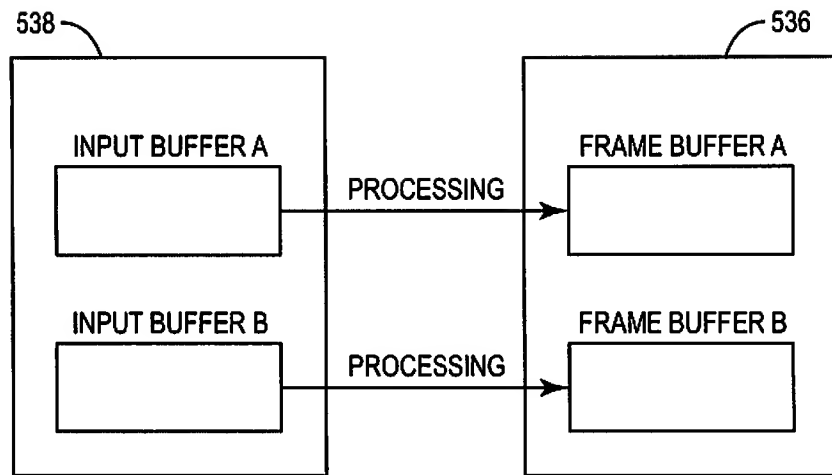 538
536
INPUT BUFFER A
FRAME BUFFER A
PROCESSING
INPUT BUFFER B
FRAME BUFFER B
PROCESSING